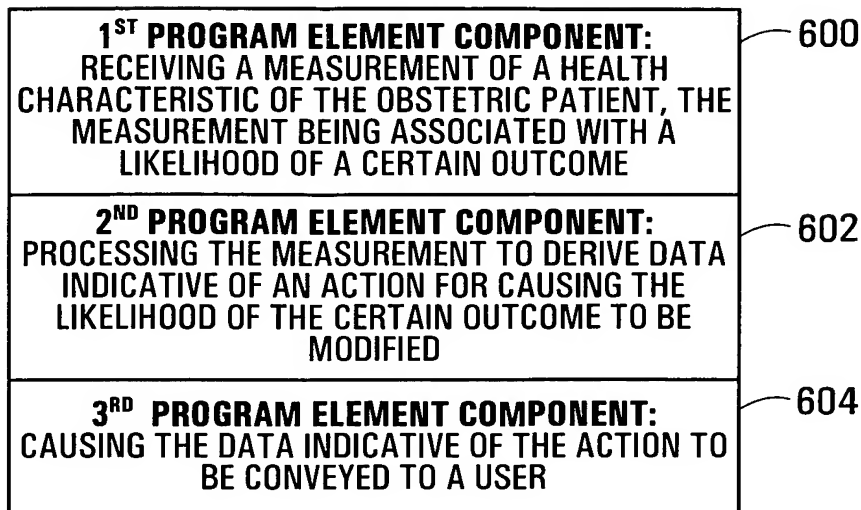 1ST PROGRAM ELEMENT COMPONENT:
RECEIVING A MEASUREMENT OF A HEALTH
CHARACTERISTIC OF THE OBSTETRIC PATIENT, THE
MEASUREMENT BEING ASSOCIATED WITH A
LIKELIHOOD OF A CERTAIN OUTCOME
600
2ND PROGRAM ELEMENT COMPONENT:
PROCESSING THE MEASUREMENT TO DERIVE DATA
INDICATIVE OF AN ACTION FOR CAUSING THE
LIKELIHOOD OF THE CERTAIN OUTCOME TO BE
MODIFIED
602
3RD PROGRAM ELEMENT COMPONENT:
CAUSING THE DATA INDICATIVE OF THE ACTION TO
BE CONVEYED TO A USER
604